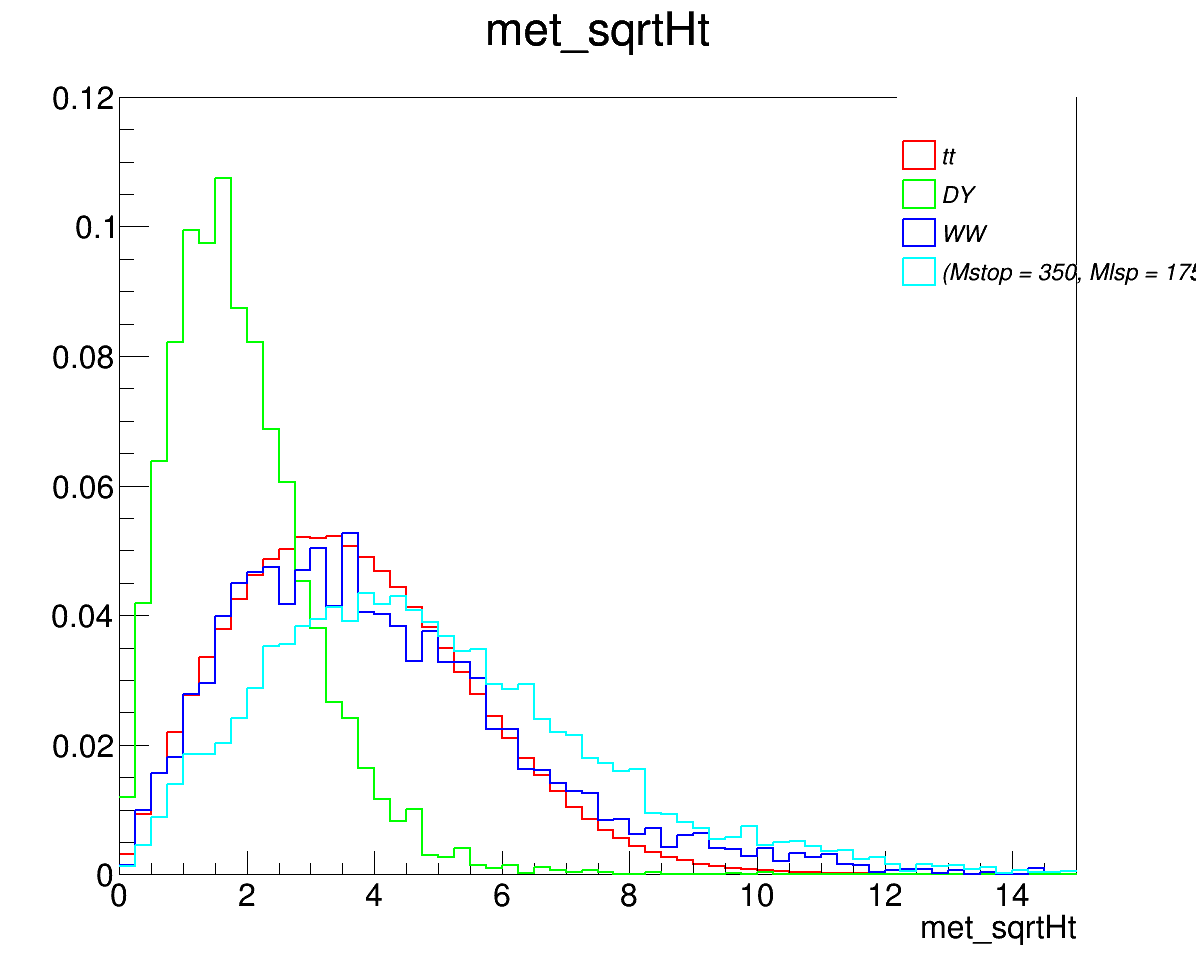 met_sqrtHt
0.12
0.1
0.08
0.06
0.04
0.02
0
tt
DY
WW
(Mstop = 350, Mlsp = 175
0 2 4 6 8 10 12 14
met_sqrtHt